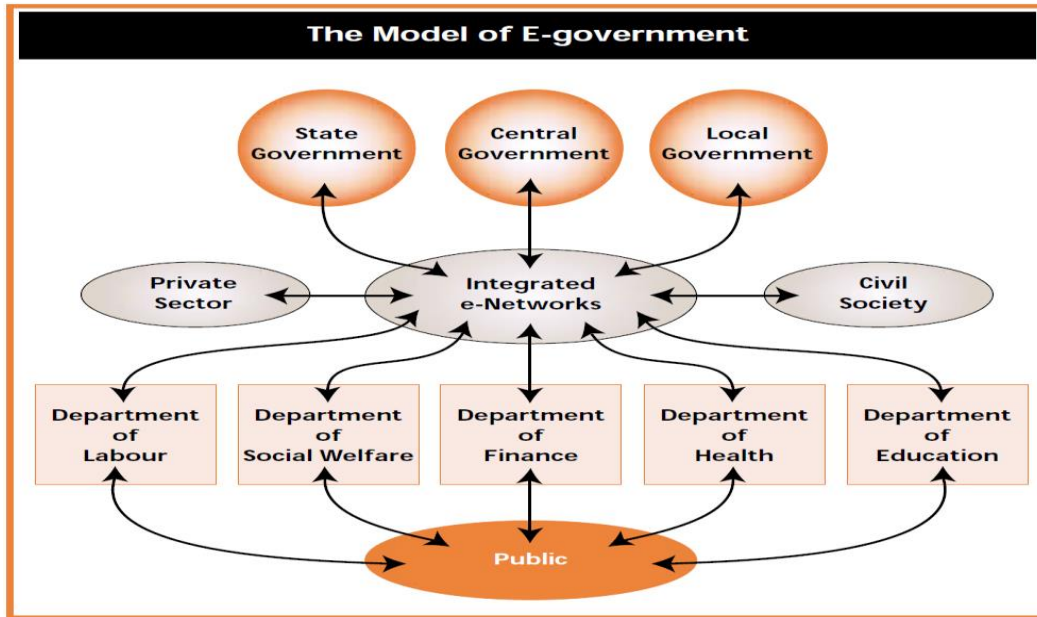 The Model of E-government
State
Government
Central
Government
Local
Government
Private
Sector
Integrated
e-Networks
Civil
Society
Department
of
Labour
Department
of
Social Welfare
Department
of
Finance
Department
of
Health
Department
of
Education
Public